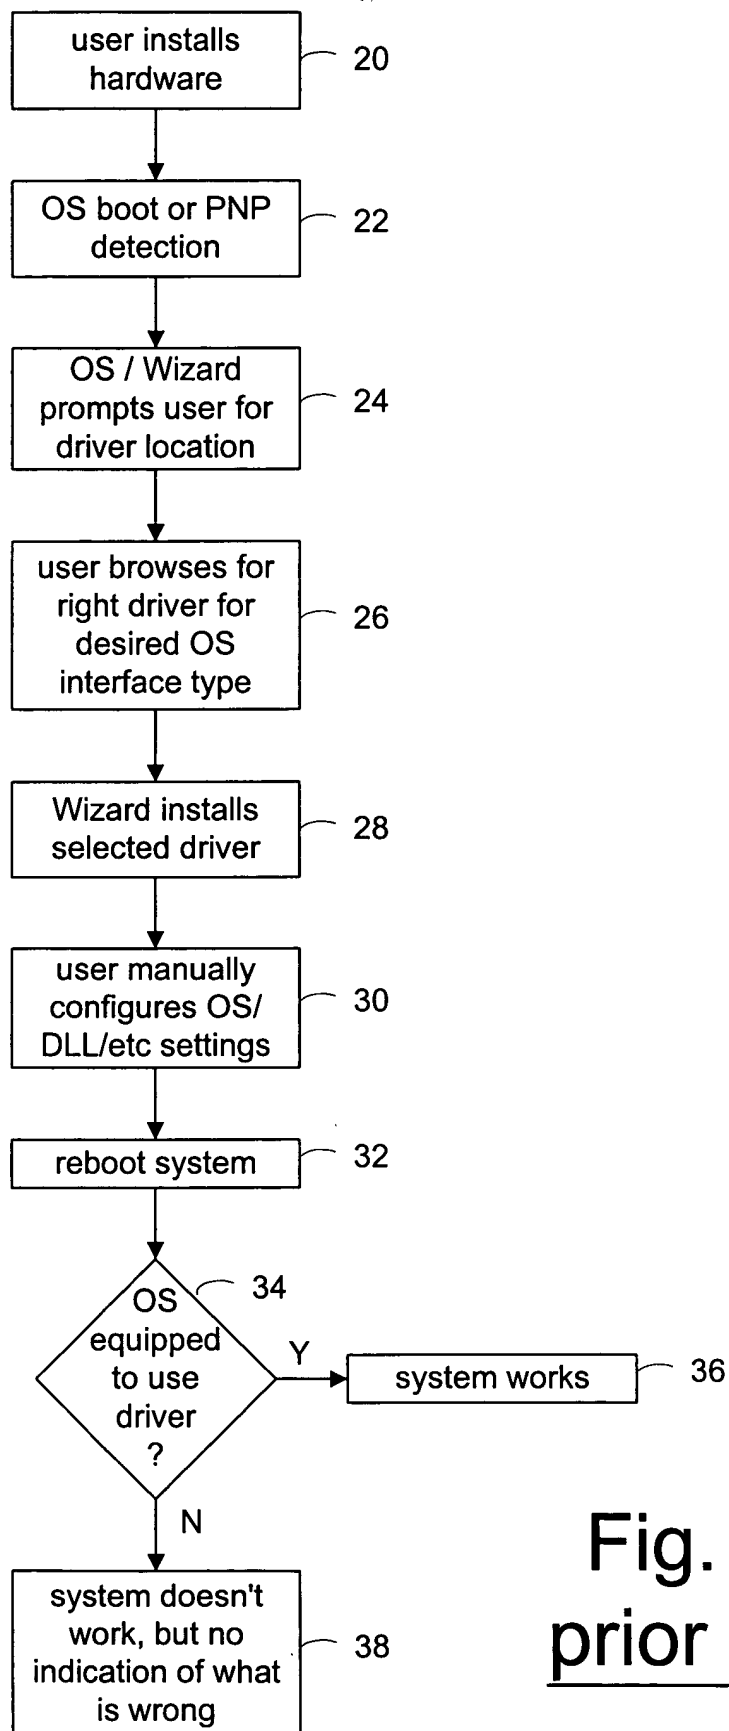 user installs
hardware
20
OS boot or PNP
detection
22
OS / Wizard
prompts user for
driver location
24
user browses for
right driver for
desired OS
interface type
26
Wizard installs
selected driver
28
user manually
configures OS/
DLL/etc settings
30
reboot system
32
34
OS
equipped
to use
driver
?
Y
system works
36
N
system doesn't
work, but no
indication of what
is wrong
38
Fig.
prior